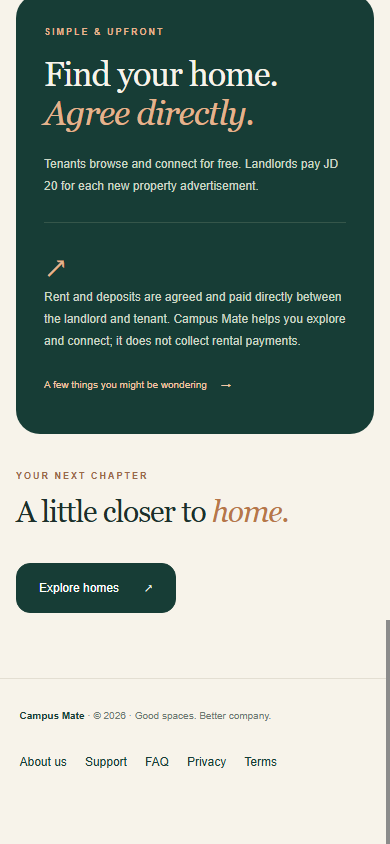 SIMPLE & UPFRONT
Find your home.
Agree directly.
Tenants browse and connect for free. Landlords pay JD
20 for each new property advertisement.
↗
Rent and deposits are agreed and paid directly between
the landlord and tenant. Campus Mate helps you explore
and connect; it does not collect rental payments.
A few things you might be wondering →
YOUR NEXT CHAPTER
A little closer to home.
Explore homes ↗
Campus Mate · © 2026 · Good spaces. Better company.
About us Support FAQ Privacy Terms